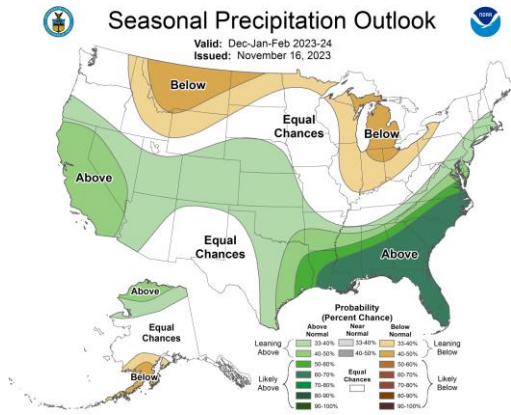 Seasonal Precipitation Outlook
Valid: Dec-Jan-Feb 2023-24
Issued: November 16, 2023
NOAA
Below
Equal
Chances
Below
Above
Equal
Chances
Above
Above
Equal
Chances
Below
Probability
(Percent Chance)
Above
Normal
Near
Normal
Below
Normal
Leaning
Above
33-40%
40-50%
33-40%
40-50%
33-40%
40-50%
Leaning
Below
Likely
Above
50-60%
60-70%
70-80%
80-90%
90-100%
Equal
Chances
50-60%
60-70%
70-80%
80-90%
90-100%
Likely
Below